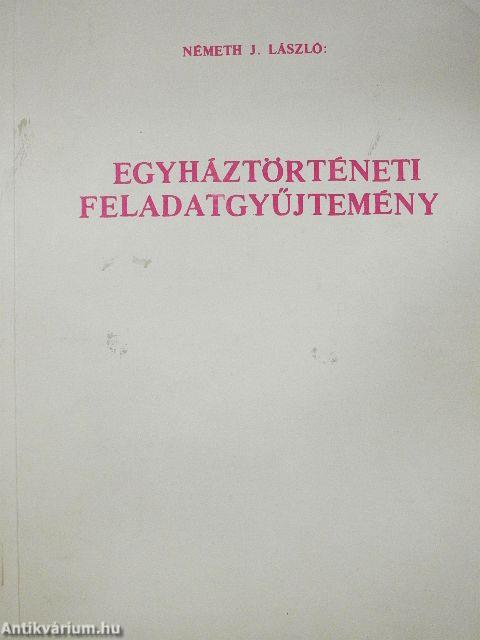 NÉMETH J. LÁSZLÓ:
EGYHÁZTÖRTÉNETI
FELADATGYŰJTEMÉNY
Antikvárium.hu